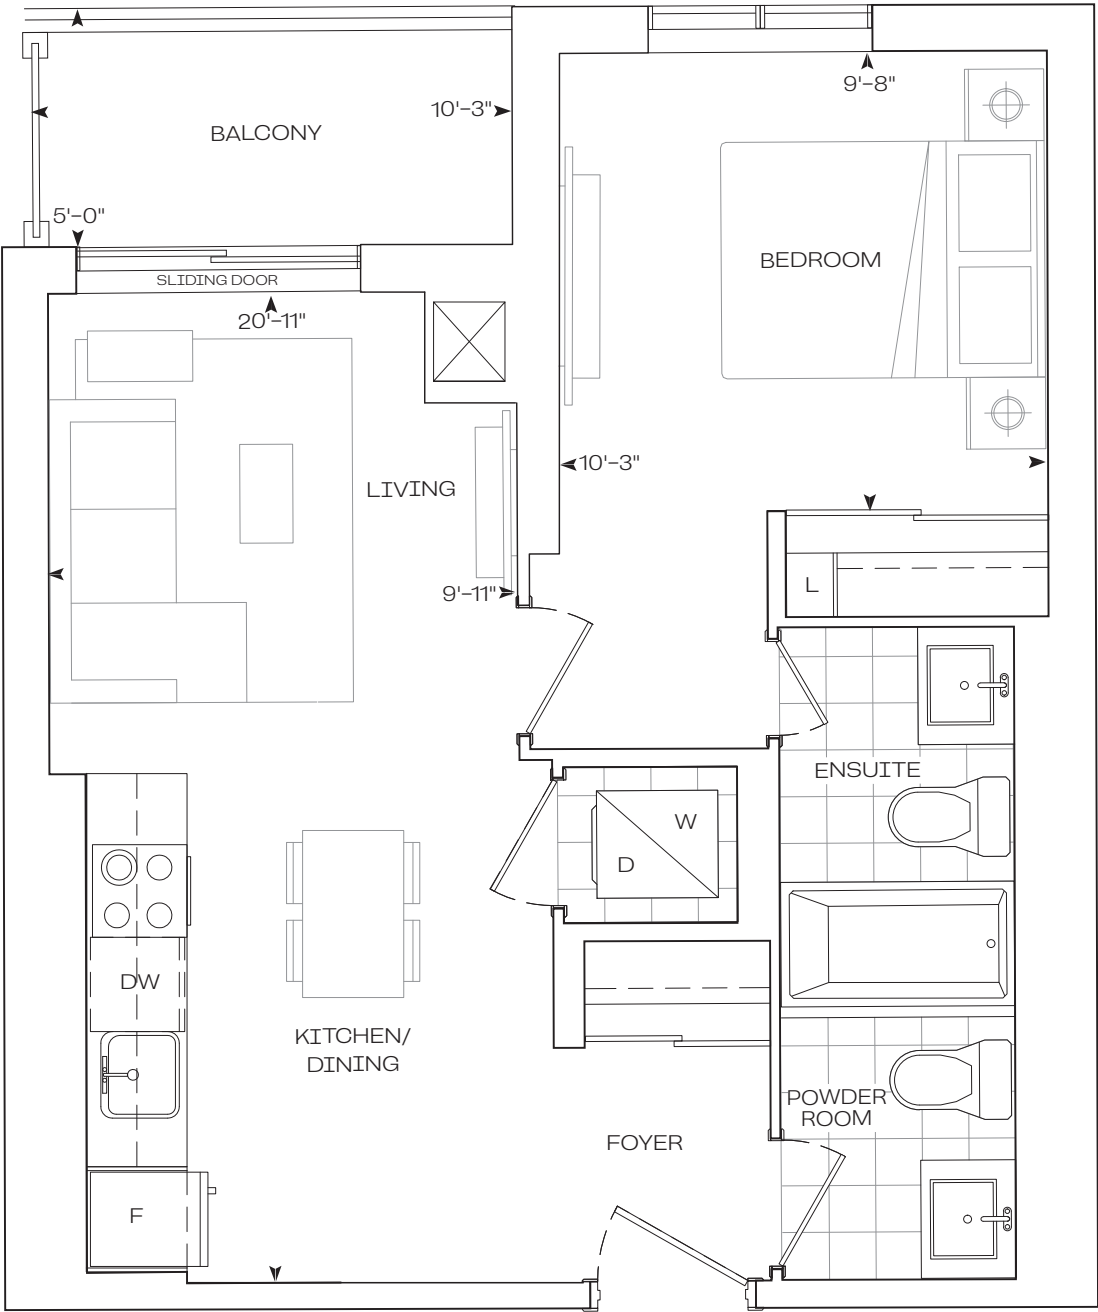 9'-8"
10'-3"
BALCONY
5'-0"
BEDROOM
SLIDING DOOR
20'-11"
10'-3"
LIVING
L
9'-11"
ENSUITE
W
D
DW
KITCHEN/
DINING
POWDER
ROOM
FOYER
F